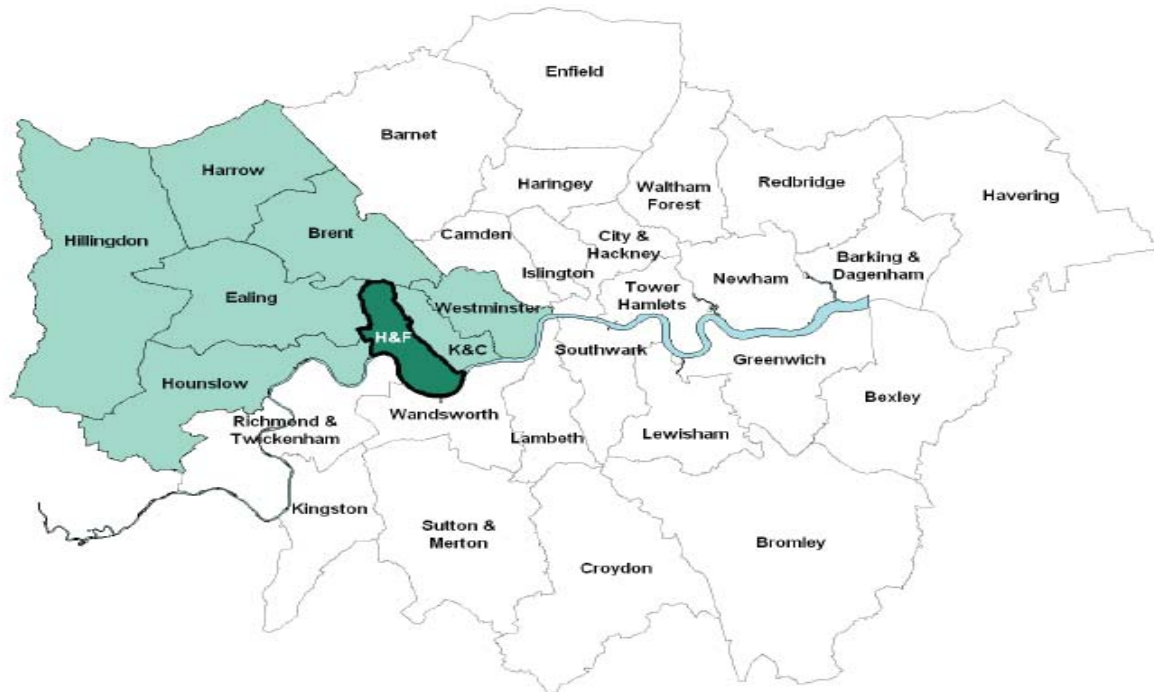 Enfield
Barnet
Harrow
Haringey
Waltham
Forest
Redbridge
Havering
Hillingdon
Brent
Camden
City &
Hackney
Islington
Newham
Barking &
Dagenham
Ealing
Westminster
Tower
Hamlets
H&F
K&C
Southwark
Greenwich
Hounslow
Bexley
Wandsworth
Richmond &
Twickenham
Lambeth
Lewisham
Kingston
Sutton &
Merton
Croydon
Bromley